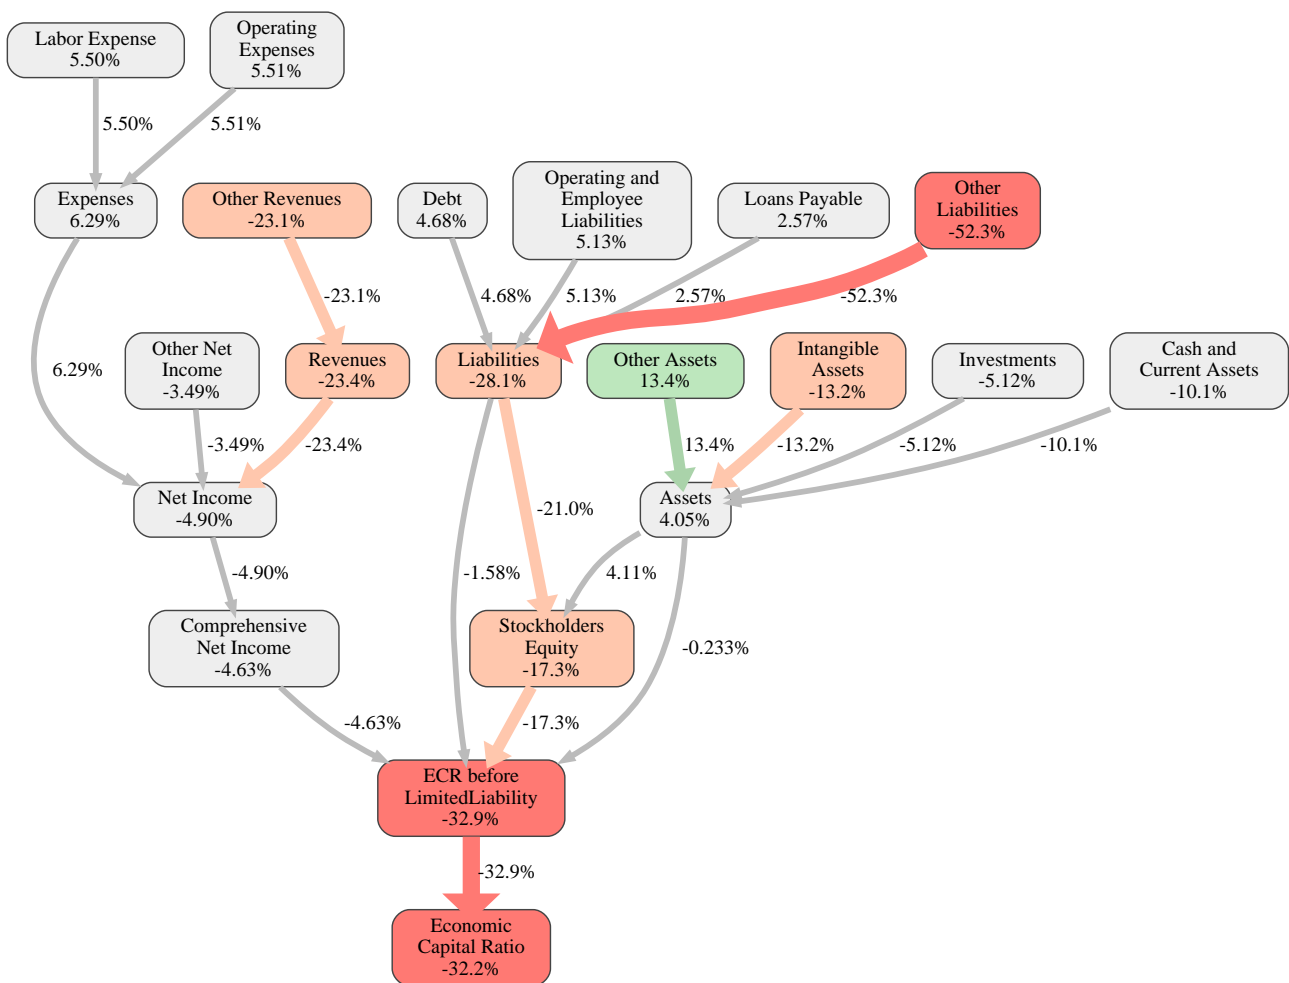 Labor Expense
5.50%
Operating
Expenses
5.51%
5.50%
5.51%
Expenses
6.29%
Other Revenues
-23.1%
Debt
4.68%
Operating and
Employee
Liabilities
5.13%
Loans Payable
2.57%
Other
Liabilities
-52.3%
-23.1%
4.68%
5.13%
2.57%
-52.3%
6.29%
Other Net
Income
-3.49%
Revenues
-23.4%
Liabilities
-28.1%
Other Assets
13.4%
Intangible
Assets
-13.2%
Investments
-5.12%
Cash and
Current Assets
-10.1%
-3.49%
-23.4%
13.4%
-13.2%
-5.12%
-10.1%
Net Income
-4.90%
-21.0%
Assets
4.05%
-4.90%
-1.58%
4.11%
Comprehensive
Net Income
-4.63%
Stockholders
Equity
-17.3%
-0.233%
-4.63%
-17.3%
ECR before
LimitedLiability
-32.9%
-32.9%
Economic
Capital Ratio
-32.2%